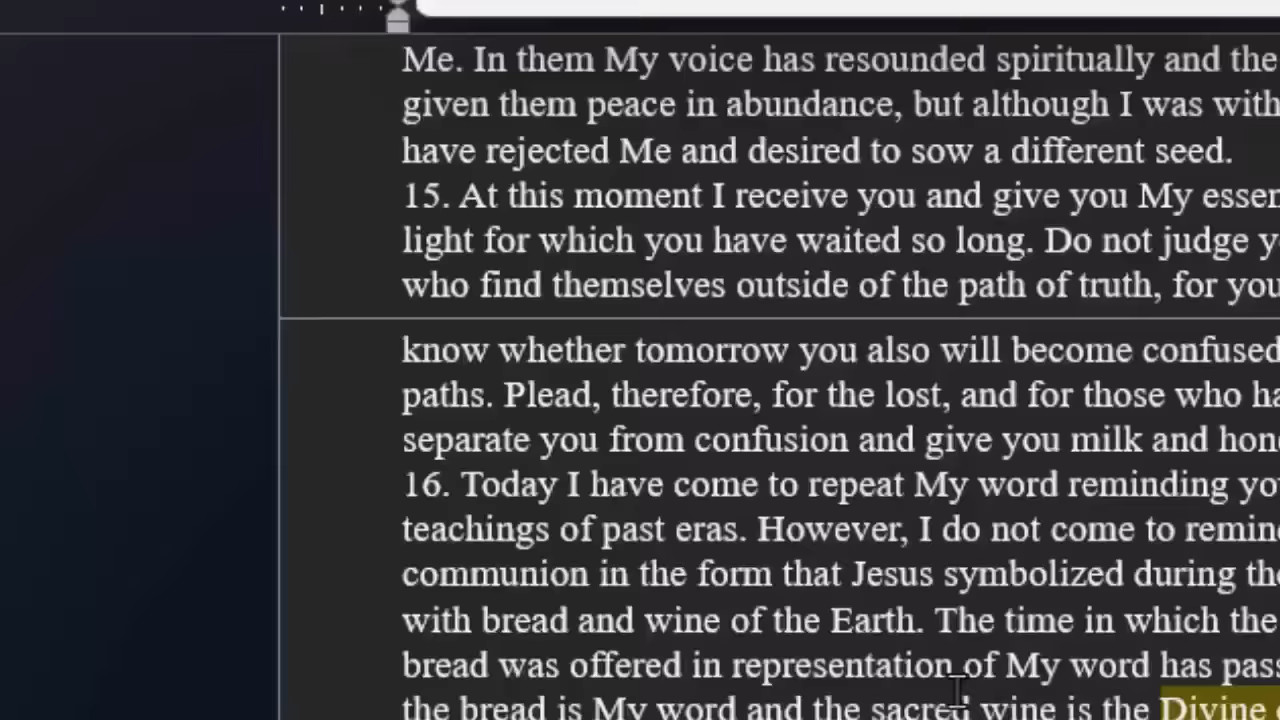 Me. In them My voice has resounded spiritually and the
given them peace in abundance, but although I was with
have rejected Me and desired to sow a different seed.
15. At this moment I receive you and give you My
light for which you have waited so long. Do not judge
who find themselves outside of the path of truth, for you
know whether tomorrow you also will become confused
paths. Plead, therefore, for the lost, and for those who
separate you from confusion and give you milk and
16. Today I have come to repeat My word reminding
teachings of past eras. However, I do not come to
communion in the form that Jesus symbolized during
with bread and wine of the Earth. The time in which the
bread was offered in representation of My word has
the bread is My word and the sacred wine is the Divine